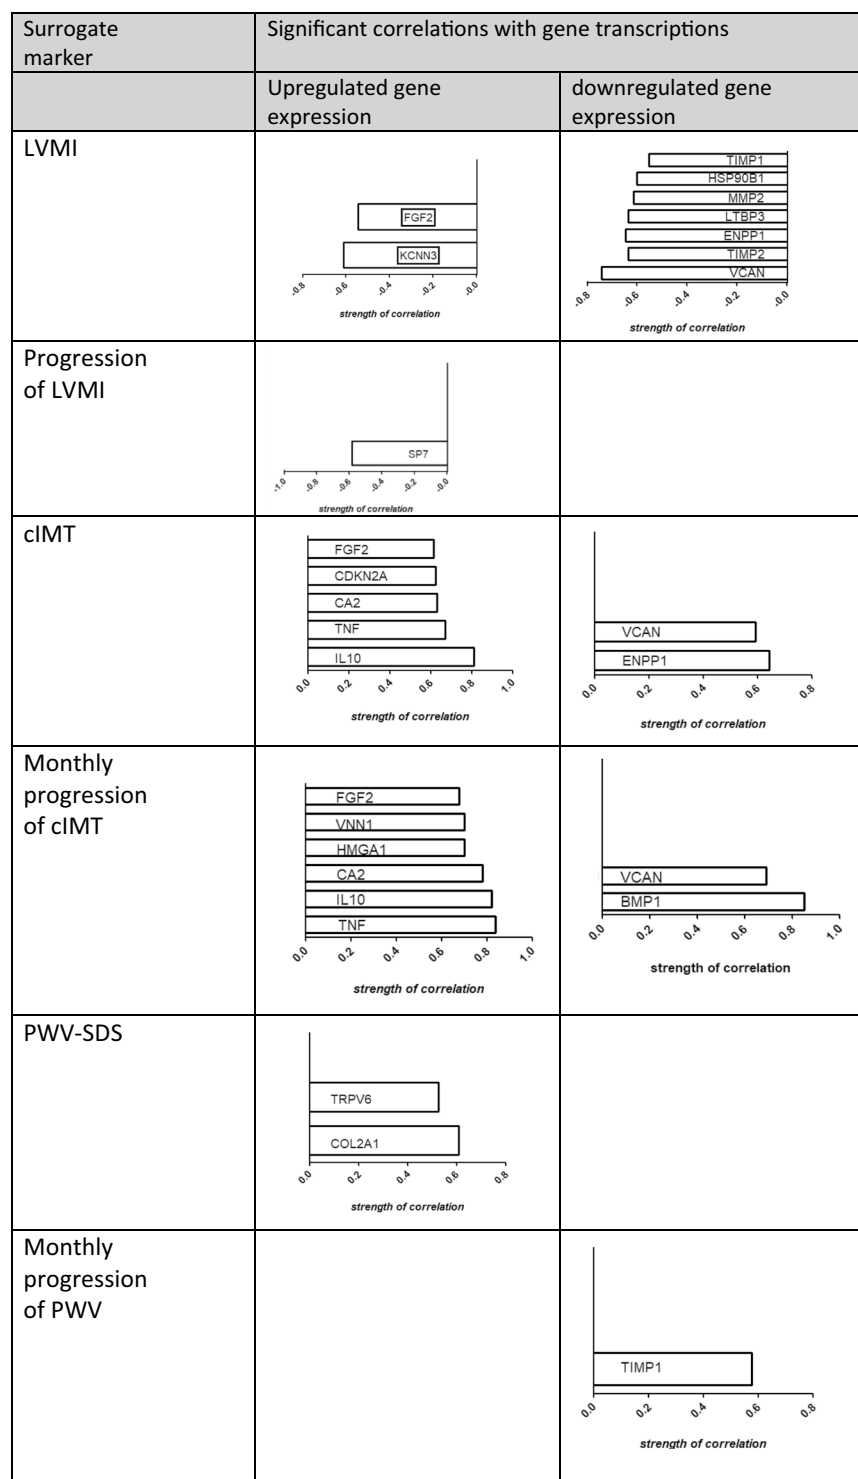 Surrogate
marker
Significant correlations with gene transcriptions
Upregulated gene
expression
downregulated gene
expression
LVMI
FGF2
KCNN3
-0.8
-0.6
-0.4
-0.2
-0.0
strength of correlation
TIMP1
HSP90B1
MMP2
LTBP3
ENPP1
TIMP2
VCAN
-0.8
-0.6
-0.4
-0.2
-0.0
strength of correlation
Progression
of LVMI
SP7
-1.0
-0.8
-0.6
-0.4
-0.2
-0.0
strength of correlation
cIMT
FGF2
CDKN2A
CA2
TNF
IL10
0.0
0.2
0.4
0.6
0.8
1.0
strength of correlation
VCAN
ENPP1
0.0
0.2
0.4
0.6
0.8
strength of correlation
Monthly
progression
of cIMT
FGF2
VNN1
HMGA1
CA2
IL10
TNF
0.0
0.2
0.4
0.6
0.8
1.0
strength of correlation
VCAN
BMP1
0.0
0.2
0.4
0.6
0.8
1.0
strength of correlation
PWV-SDS
TRPV6
COL2A1
0.0
0.2
0.4
0.6
0.8
strength of correlation
Monthly
progression
of PWV
TIMP1
0.0
0.2
0.4
0.6
0.8
strength of correlation